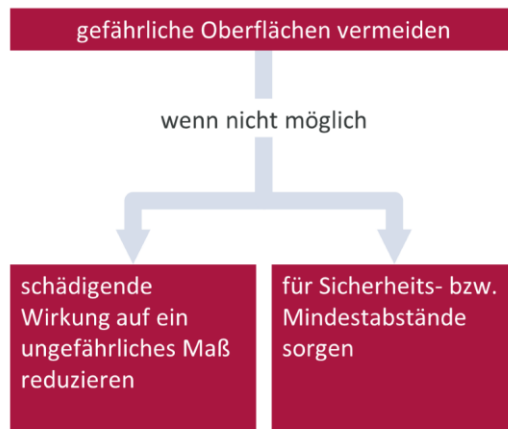 gefährliche Oberflächen vermeiden
wenn nicht möglich
schädigende
Wirkung auf ein
ungefährliches Maß
reduzieren
für Sicherheits- bzw.
Mindestabstände
sorgen